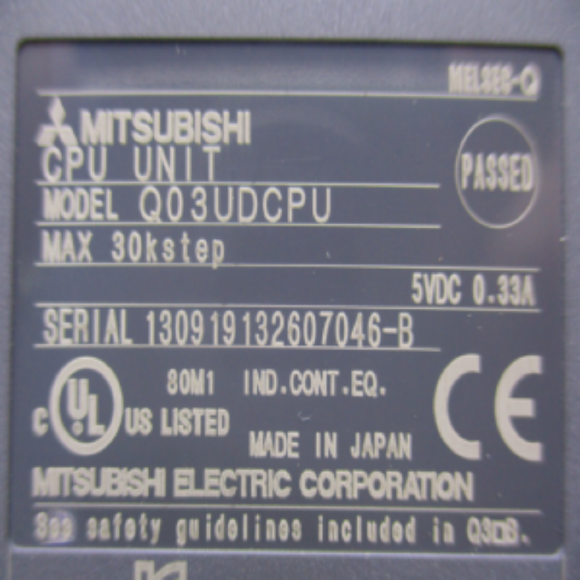 MELSEC-Q
MITSUBISHI
CPU UNIT
PASSED
MODEL Q03UDCPU
MAX 30kstep
5VDC 0.33A
SERIAL 130919132607046-B
C UL US LISTED 80M1 IND.CONT.EQ.
CE
MADE IN JAPAN
MITSUBISHI ELECTRIC CORPORATION
See safety guidelines included in Q3□B.